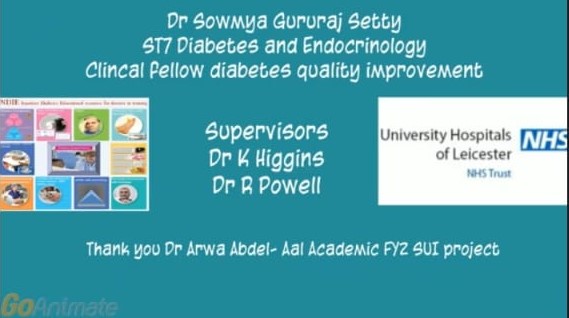 Dr Sowmya Gururaj Setty
ST7 Diabetes and Endocrinology
Clincal Fellow diabetes quality improvement
Supervisors
Dr K Higgins
Dr R Powell
University Hospitals
of Leicester
NHS
NHS Trust
Thank you Dr Arwa Abdel- Aal Academic FY2 SUI project
GoAnimate